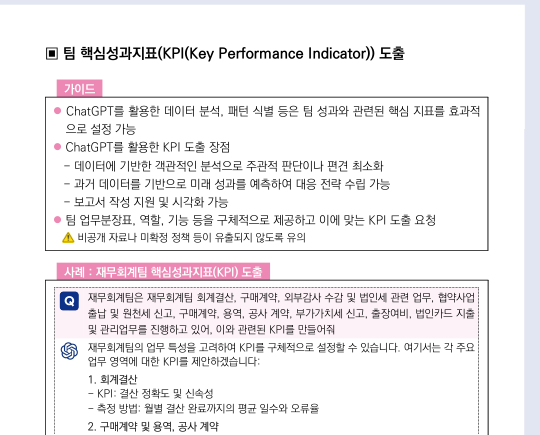 ▣ 팀 핵심성과지표(KPI(Key Performance Indicator)) 도출
가이드
● ChatGPT를 활용한 데이터 분석, 패턴 식별 등은 팀 성과와 관련된 핵심 지표를 효과적
으로 설정 가능
● ChatGPT를 활용한 KPI 도출 장점
- 데이터에 기반한 객관적인 분석으로 주관적 판단이나 편견 최소화
- 과거 데이터를 기반으로 미래 성과를 예측하여 대응 전략 수립 가능
- 보고서 작성 지원 및 시각화 가능
● 팀 업무분장표, 역할, 기능 등을 구체적으로 제공하고 이에 맞는 KPI 도출 요청
⚠ 비공개 자료나 미확정 정책 등이 유출되지 않도록 유의
사례 : 재무회계팀 핵심성과지표(KPI) 도출
Q 재무회계팀은 재무회계팀 회계결산, 구매계약, 외부감사 수감 및 법인세 관련 업무, 협약사업
출납 및 원천세 신고, 구매계약, 용역, 공사 계약, 부가가치세 신고, 출장여비, 법인카드 지출
및 관리업무를 진행하고 있어, 이와 관련된 KPI를 만들어줘
재무회계팀의 업무 특성을 고려하여 KPI를 구체적으로 설정할 수 있습니다. 여기서는 각 주요
업무 영역에 대한 KPI를 제안하겠습니다:
1. 회계결산
- KPI: 결산 정확도 및 신속성
- 측정 방법: 월별 결산 완료까지의 평균 일수와 오류율
2. 구매계약 및 용역, 공사 계약